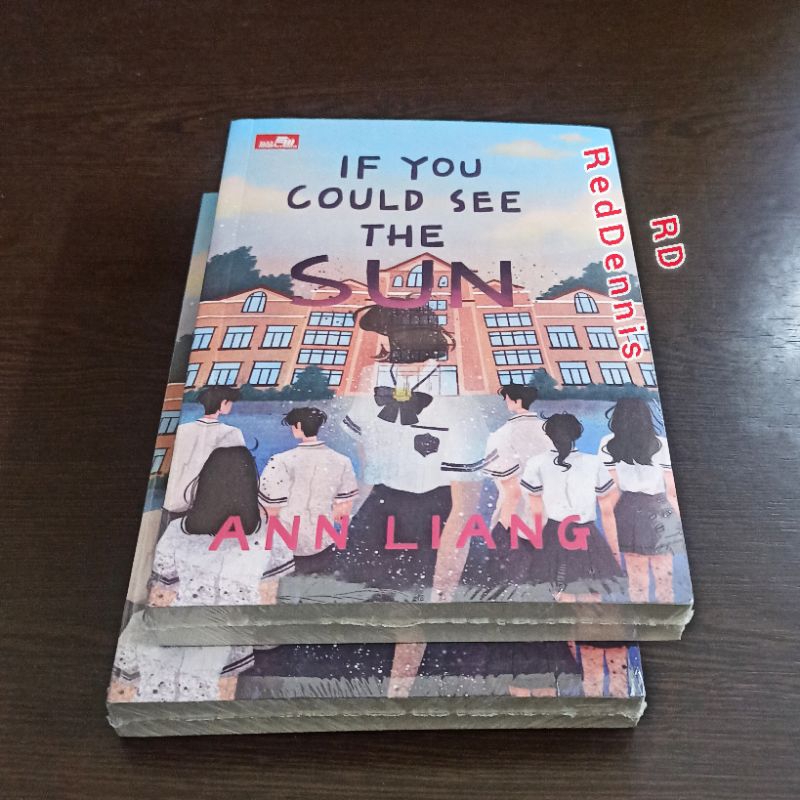 IF YOU
COULD SEE
THE
SUN
ANN LIANG
RedDennis
RD